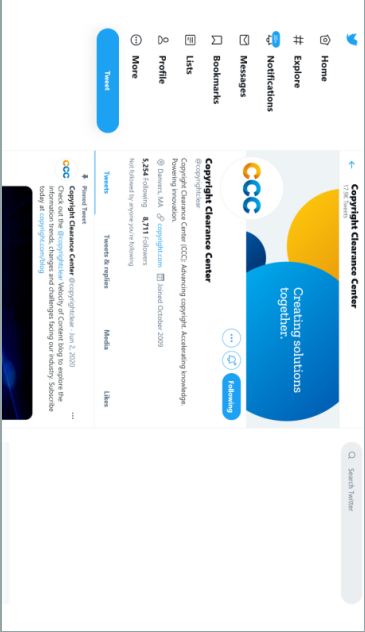 Home
Explore
Notifications
Messages
Bookmarks
Lists
Profile
More
Tweet
Copyright Clearance Center
17.9K Tweets
Creating solutions
together.
CCC
Following
Copyright Clearance Center
@copyrightclear
Copyright Clearance Center (CCC): Advancing copyright. Accelerating knowledge.
Powering innovation.
Danvers, MA copyright.com Joined October 2009
5,254 Following 8,711 Followers
Not followed by anyone you're following
Tweets Tweets & replies Media Likes
Pinned Tweet
Copyright Clearance Center @copyrightclear · Jun 2, 2020
CCC
Check out the @copyrightclear Velocity of Content blog to explore the
information trends, changes and challenges facing our industry. Subscribe
today at copyright.com/blog
Search Twitter